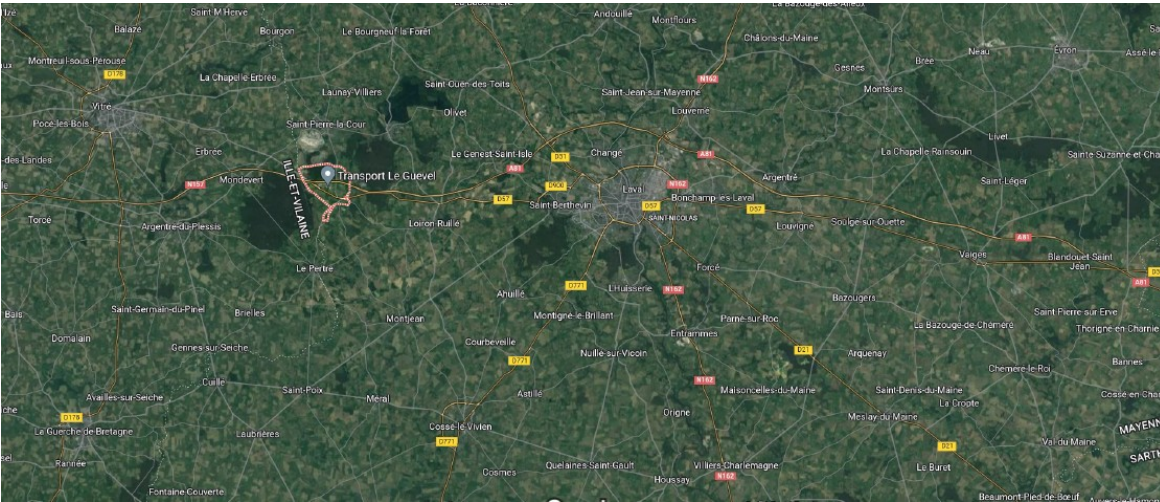 La Bazouge-des-Alleux
Saint-M'Hervé
Andouillé
Montflours
Balazé
Bourgon
Le Bourgneuf la Forêt
Châlons-du-Maine
Neau
Évron
Montreuil-sous-Pérouse
D178
La Chapelle-Erbrée
Gesnes
Brée
Launay-Villiers
Saint-Ouen-des Toits
N162
Saint-Jean-sur-Mayenne
Montsûrs
Vitré
Olivet
Louverné
Pocé-les-Bois
Saint Pierre la Cour
Livet
Erbrée
Le Genest-Saint-Isle
D31
Changé
A81
La Chapelle Rainsouin
Sainte Suzanne-et-Cha
-des-Landes
A81
Mondevert
N157
Transport Le Guevel
D57
D900
Laval
N162
Argentré
Saint-Léger
ILLE-ET-VILAINE
Saint-Berthevin
Bonchamp-lès-Laval
D57
D57
SAINT-NICOLAS
Torcé
Argentré-du-Plessis
Loiron-Ruillé
Louvigné
Soulgé-sur-Ouette
A81
Vaiges
Blandouet-Saint
Jean
Le Pertre
Forcé
A81
D771
L'Huisserie
N162
Ahuillé
Bazougers
Bais
Saint-Germain-du-Pinel
Brielles
Montjean
Montigné-le-Brillant
Parné-sur-Roc
La Bazouge-de-Chemeré
Saint Pierre sur Erve
Thorigné-en-Charnie
Domalain
Entrammes
Courbeveille
Gennes-sur-Seiche
Nuillé-sur-Vicoin
D21
Arquenay
D771
Bannes
Chémeré-le-Roi
Cuillé
N162
Saint-Poix
Méral
Astillé
Maisoncelles-du-Maine
Saint-Denis-du-Maine
Cossé-en-Cham
Availles-sur-Seiche
La Cropte
Origné
D178
Meslay-du-Maine
Cossé-le-Vivien
La Guerche-de-Bretagne
Laubrières
D771
MAYENN
Val-du-Maine
D21
SARTH
Rannée
Quelaines-Saint-Gault
Villiers-Charlemagne
Le Buret
Cosmes
N162
Houssay
Fontaine-Couverte
Beaumont-Pied-de-Bœuf